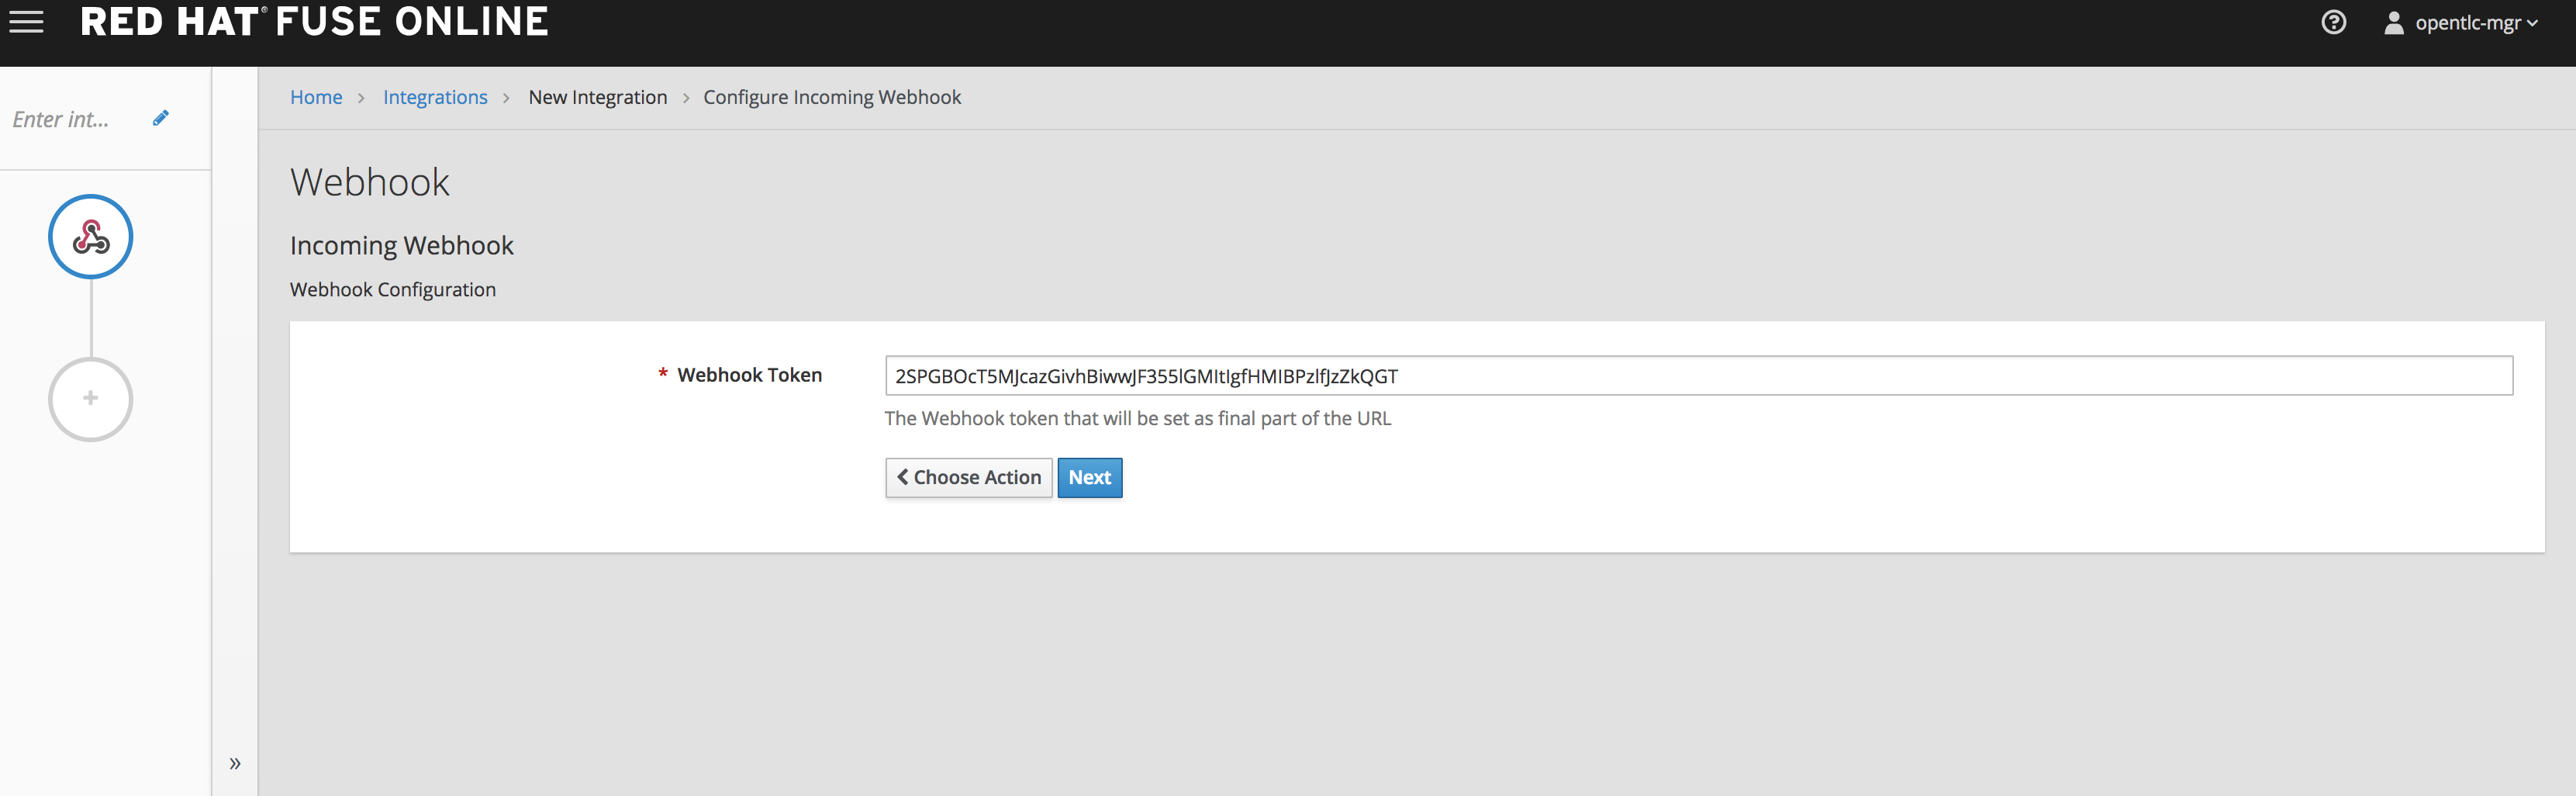 RED HAT® FUSE ONLINE
opentlc-mgr
Enter int...
Home > Integrations > New Integration > Configure Incoming Webhook
Webhook
Incoming Webhook
Webhook Configuration
* Webhook Token
2SPGBOcT5MJcazGivhBiwwJF355lGMItIgfHMIBPzlfJzZkQGT
The Webhook token that will be set as final part of the URL
Choose Action
Next
»